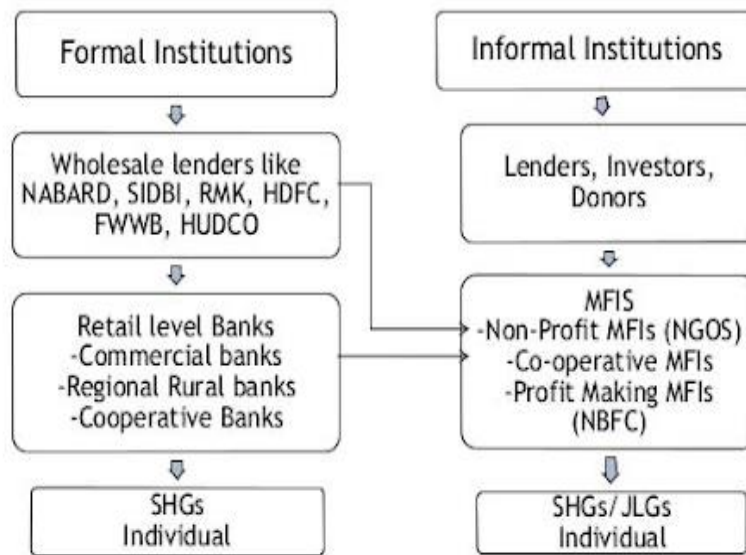 Formal Institutions
Wholesale lenders like
NABARD, SIDBI, RMK, HDFC,
FWWB, HUDCO
Retail level Banks
-Commercial banks
-Regional Rural banks
-Cooperative Banks
SHGs
Individual
Informal Institutions
Lenders, Investors,
Donors
MFIS
-Non-Profit MFIs (NGOS)
-Co-operative MFIs
-Profit Making MFIs
(NBFC)
SHGs/JLGs
Individual